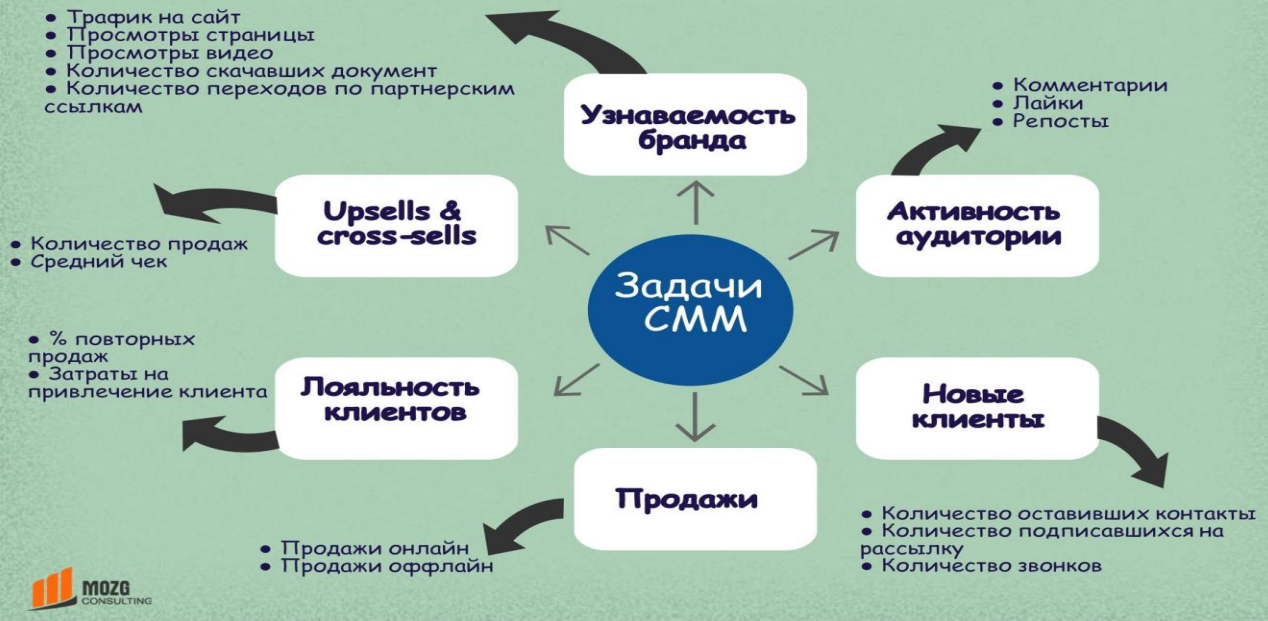 ● Трафик на сайт
● Просмотры страницы
● Просмотры видео
● Количество скачавших документ
● Количество переходов по партнерским
ссылкам
Узнаваемость
бранда
● Комментарии
● Лайки
● Репосты
Upsells &
cross-sells
Активность
аудитории
● Количество продаж
● Средний чек
Задачи
СММ
● % повторных
продаж
● Затраты на
привлечение клиента
Лояльность
клиентов
Новые
клиенты
Продажи
● Количество оставивших контакты
● Количество подписавшихся на
рассылку
● Количество звонков
● Продажи онлайн
● Продажи оффлайн
MOZG
CONSULTING